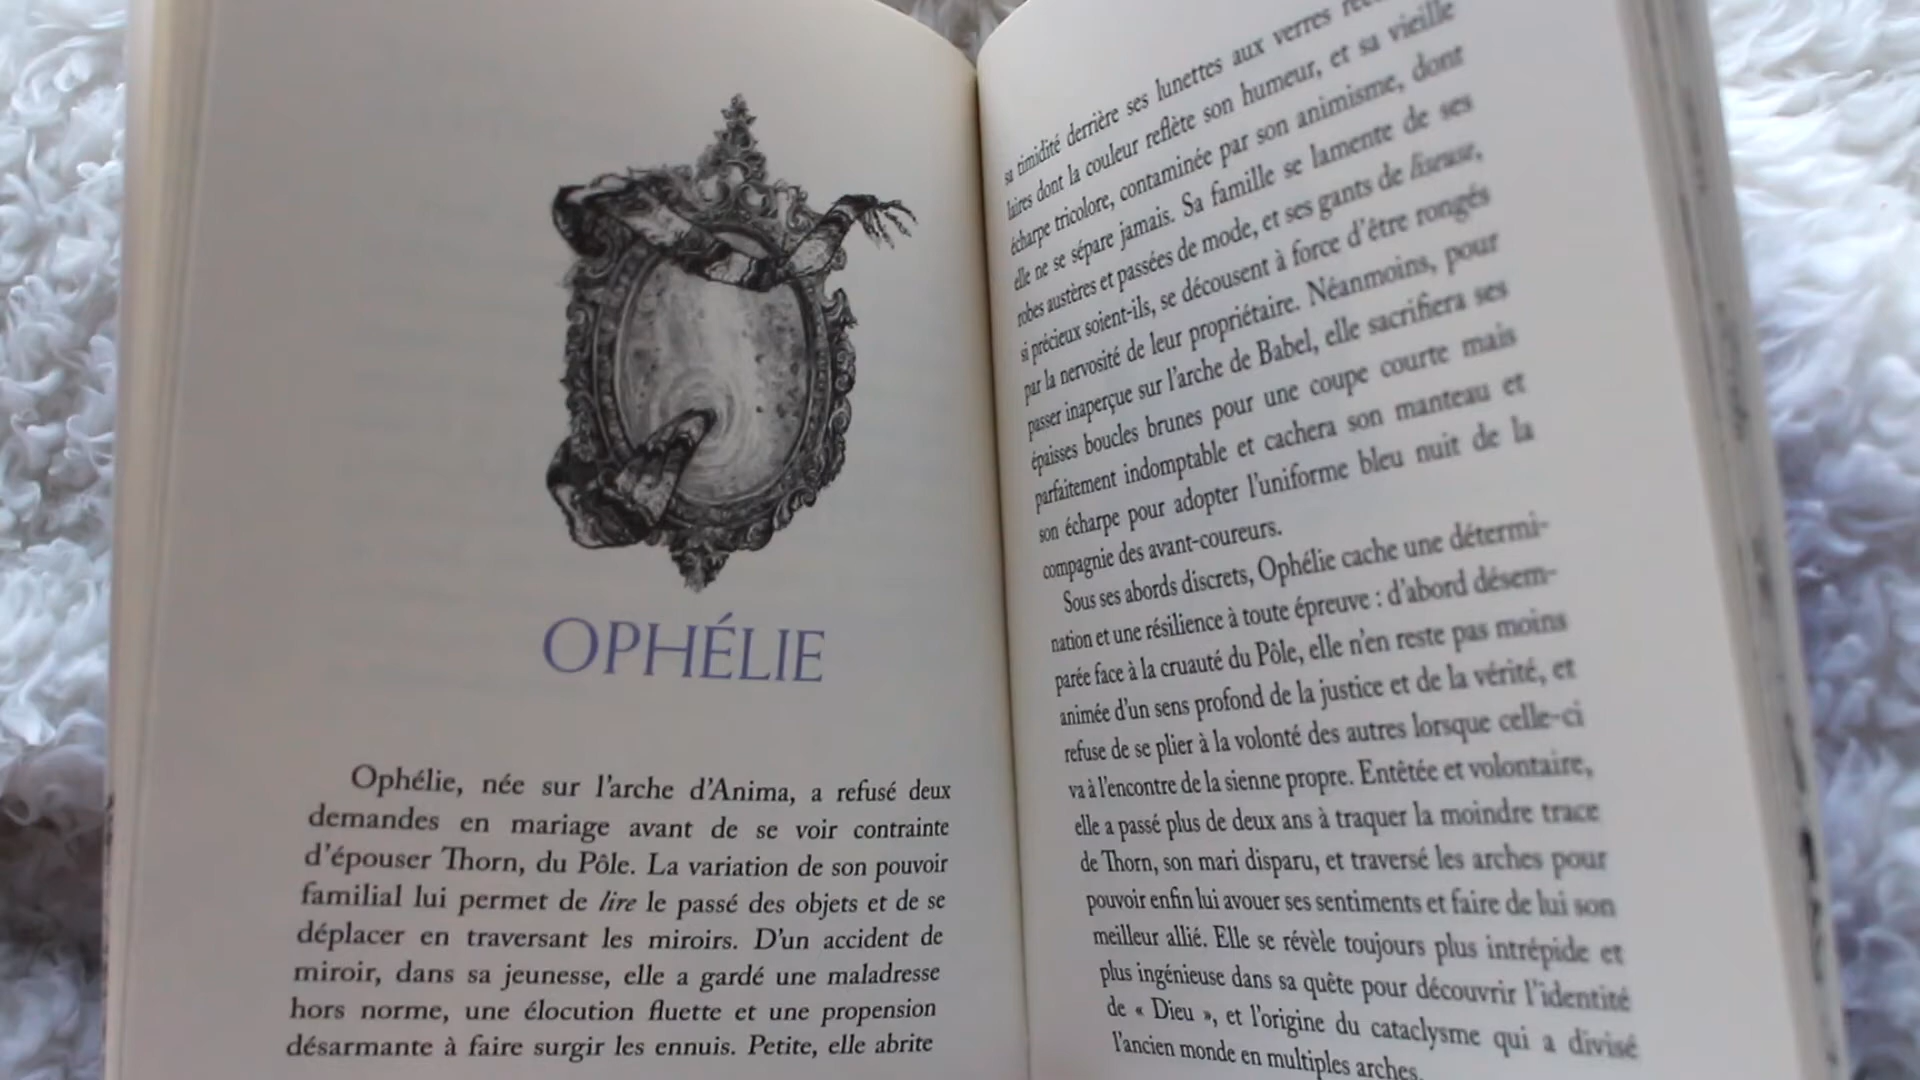 OPHÉLIE
Ophélie, née sur l'arche d'Anima, a refusé deux
demandes en mariage avant de se voir contrainte
d'épouser Thorn, du Pôle. La variation de son pouvoir
familial lui permet de lire le passé des objets et de se
déplacer en traversant les miroirs. D'un accident de
miroir, dans sa jeunesse, elle a gardé une maladresse
hors norme, une élocution fluette et une propension
désarmante à faire surgir les ennuis. Petite, elle abrite
sa timidité derrière ses lunettes aux verres
laires dont la couleur reflète son humeur, et sa vieille
écharpe tricolore, contaminée par son animisme, dont
elle ne se sépare jamais. Sa famille se lamente de ses
robes austères et passées de mode, et ses gants de liseuse,
si précieux soient-ils, se décousent à force d'être rongés
par la nervosité de leur propriétaire. Néanmoins, pour
passer inaperçue sur l'arche de Babel, elle sacrifiera ses
épaisses boucles brunes pour une coupe courte mais
parfaitement indomptable et cachera son manteau et
son écharpe pour adopter l'uniforme bleu nuit de la
compagnie des avant-coureurs.
Sous ses abords discrets, Ophélie cache une détermi-
nation et une résilience à toute épreuve : d'abord désem-
parée face à la cruauté du Pôle, elle n'en reste pas moins
animée d'un sens profond de la justice et de la vérité, et
refuse de se plier à la volonté des autres lorsque celle-ci
va à l'encontre de la sienne propre. Entêtée et volontaire,
elle a passé plus de deux ans à traquer la moindre trace
de Thorn, son mari disparu, et traversé les arches pour
pouvoir enfin lui avouer ses sentiments et faire de lui son
meilleur allié. Elle se révèle toujours plus intrépide et
plus ingénieuse dans sa quête pour découvrir l'identité
de « Dieu », et l'origine du cataclysme qui a divisé
l'ancien monde en multiples arches.